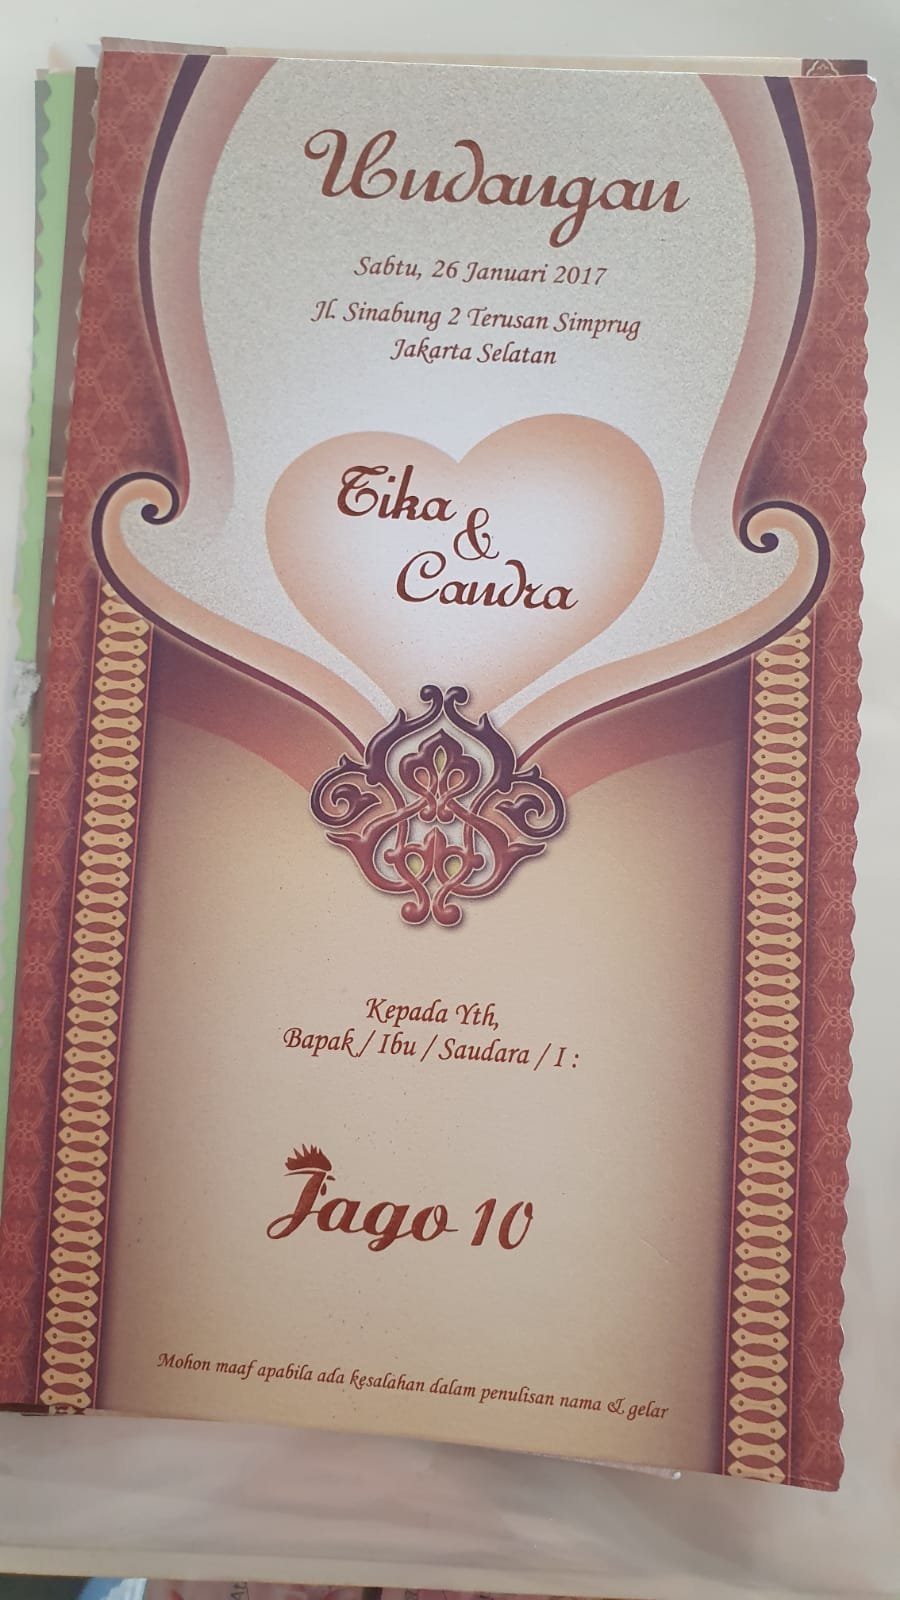 Undangan
Sabtu, 26 Januari 2017
Jl. Sinabung 2 Terusan Simprug
Jakarta Selatan
Tika
&
Candra
Kepada Yth,
Bapak / Ibu / Saudara / I :
Jago 10
Mohon maaf apabila ada kesalahan dalam penulisan nama & gelar